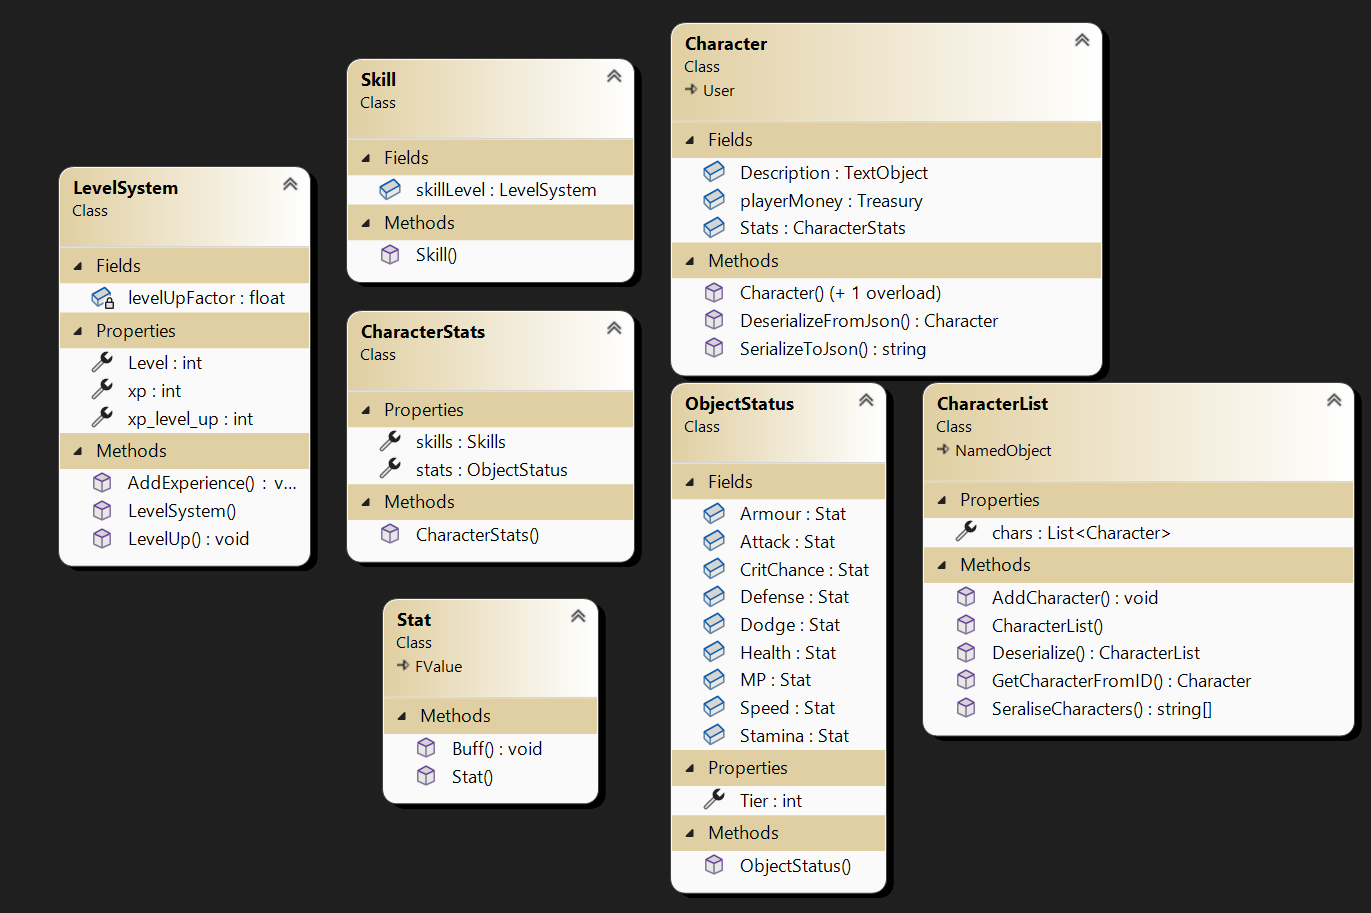 LevelSystem
Class
Fields
levelUpFactor : float
Properties
Level : int
xp : int
xp_level_up : int
Methods
AddExperience() : v...
LevelSystem()
LevelUp() : void
Skill
Class
Fields
skillLevel : LevelSystem
Methods
Skill()
CharacterStats
Class
Properties
skills : Skills
stats : ObjectStatus
Methods
CharacterStats()
Stat
Class
FValue
Methods
Buff() : void
Stat()
Character
Class
User
Fields
Description : TextObject
playerMoney : Treasury
Stats : CharacterStats
Methods
Character() (+ 1 overload)
DeserializeFromJson() : Character
SerializeToJson() : string
ObjectStatus
Class
Fields
Armour : Stat
Attack : Stat
CritChance : Stat
Defense : Stat
Dodge : Stat
Health : Stat
MP : Stat
Speed : Stat
Stamina : Stat
Properties
Tier : int
Methods
ObjectStatus()
CharacterList
Class
NamedObject
Properties
chars : List<Character>
Methods
AddCharacter() : void
CharacterList()
Deserialize() : CharacterList
GetCharacterFromID() : Character
SeraliseCharacters() : string[]